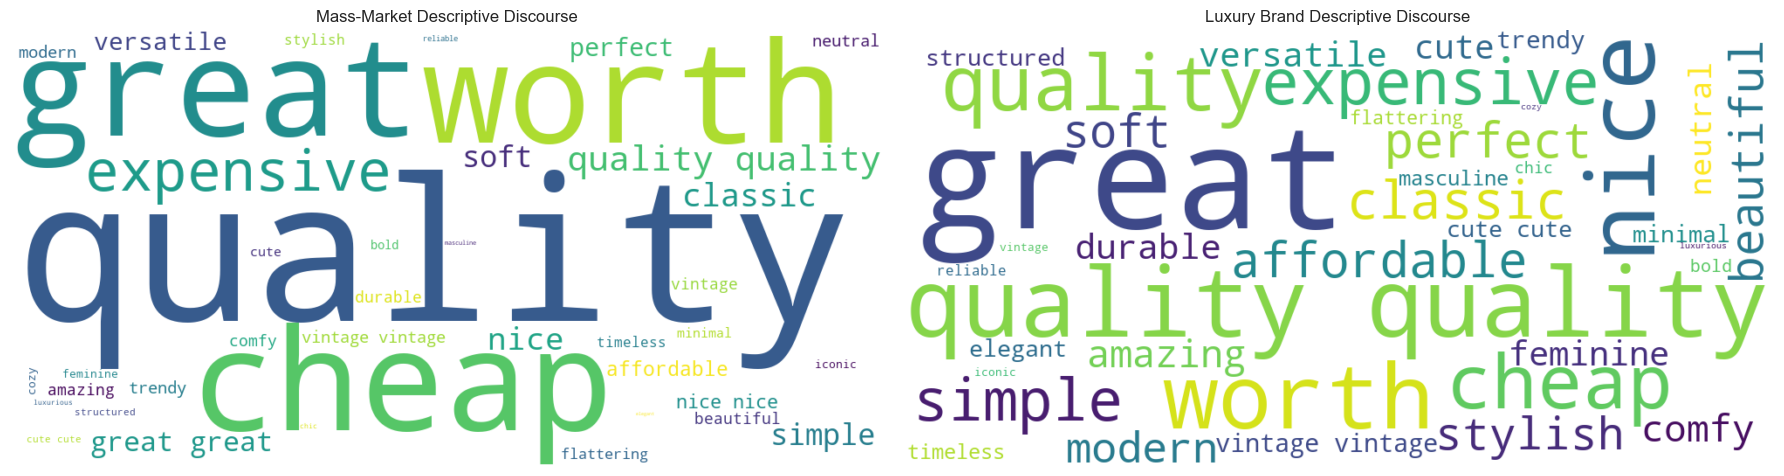 Mass-Market Descriptive Discourse
modern
versatile
stylish
reliable
perfect
neutral
great
worth
expensive
soft
quality quality
classic
quality
cute
bold
masculine
vintage
durable
comfy
vintage vintage
nice
timeless
minimal
cheap
affordable
iconic
cozy
feminine
amazing
trendy
luxurious
structured
nice nice
beautiful
chic
simple
cute cute
great great
flattering
Luxury Brand Descriptive Discourse
structured
versatile
cute
trendy
quality
expensive
nice
cozy
soft
flattering
neutral
beautiful
great
perfect
chic
masculine
classic
vintage
durable
cute cute
minimal
luxurious
reliable
affordable
bold
quality quality
elegant
amazing
feminine
iconic
simple
worth
cheap
timeless
modern
vintage vintage
stylish
comfy